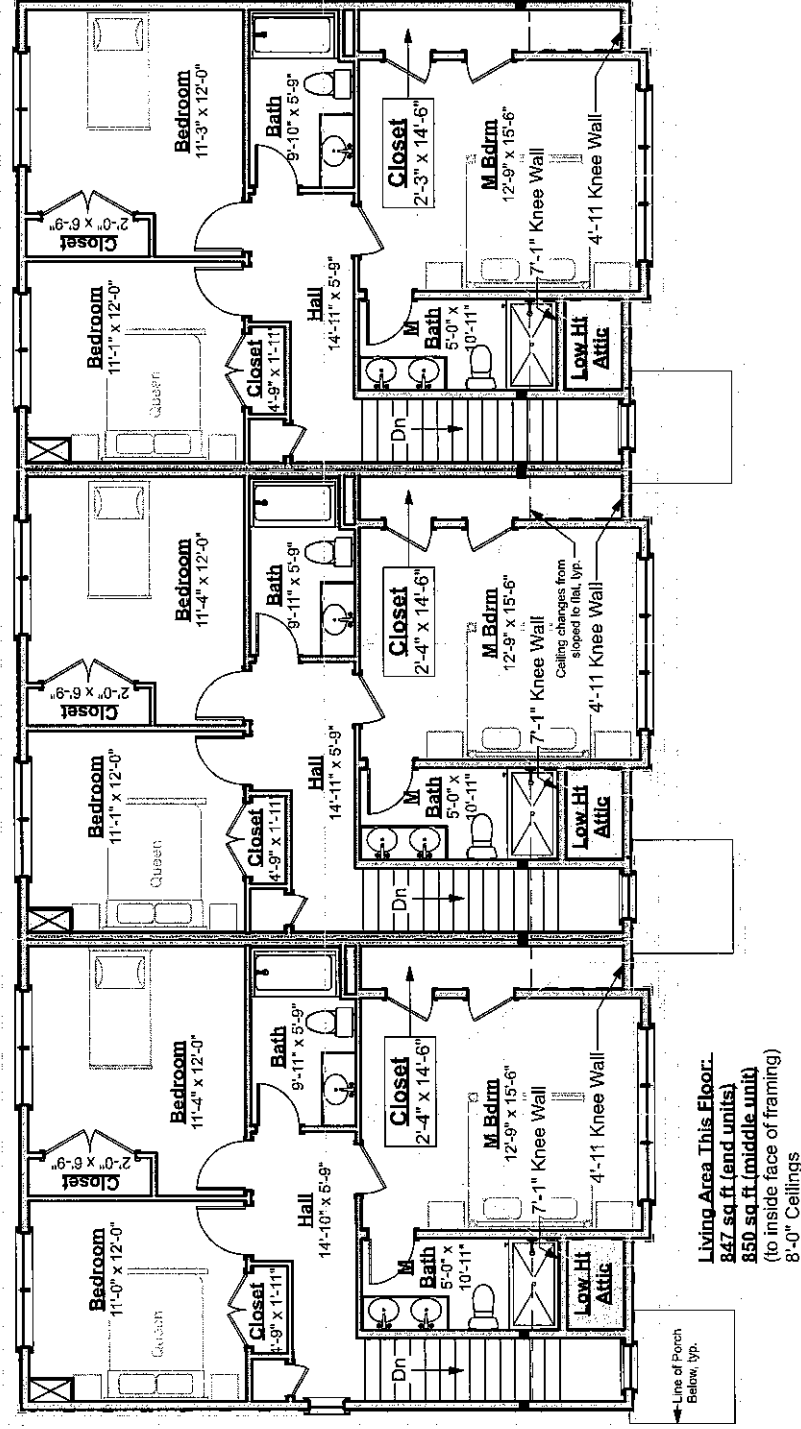 Bedroom
11'-0" x 12'-0"
Queen
Closet
4'-9" x 1'-11"
Closet
2'-0" x 6'-9"
Bedroom
11'-4" x 12'-0"
Hall
14'-10" x 5'-9"
Bath
9'-11" x 5'-9"
Dn
M
Bath
5'-0" x
10'-11"
Low Ht
Attic
Closet
2'-4" x 14'-6"
M Bdrm
12'-9" x 15'-6"
7'-1" Knee Wall
4'-11 Knee Wall
Line of Porch
Below, typ.
Bedroom
11'-1" x 12'-0"
Queen
Closet
4'-9" x 1'-11"
Closet
2'-0" x 6'-9"
Bedroom
11'-4" x 12'-0"
Hall
14'-11" x 5'-9"
Bath
9'-11" x 5'-9"
Dn
M
Bath
5'-0" x
10'-11"
Low Ht
Attic
Closet
2'-4" x 14'-6"
M Bdrm
12'-9" x 15'-6"
7'-1" Knee Wall
Ceiling changes from
sloped to flat, typ.
4'-11 Knee Wall
Bedroom
11'-1" x 12'-0"
Queen
Closet
4'-9" x 1'-11"
Closet
2'-0" x 6'-9"
Bedroom
11'-3" x 12'-0"
Hall
14'-11" x 5'-9"
Bath
9'-10" x 5'-9"
Dn
M
Bath
5'-0" x
10'-11"
Low Ht
Attic
Closet
2'-3" x 14'-6"
M Bdrm
12'-9" x 15'-6"
7'-1" Knee Wall
4'-11 Knee Wall
Living Area This Floor:
847 sq ft (end units)
850 sq ft (middle unit)
(to inside face of framing)
8'-0" Ceilings